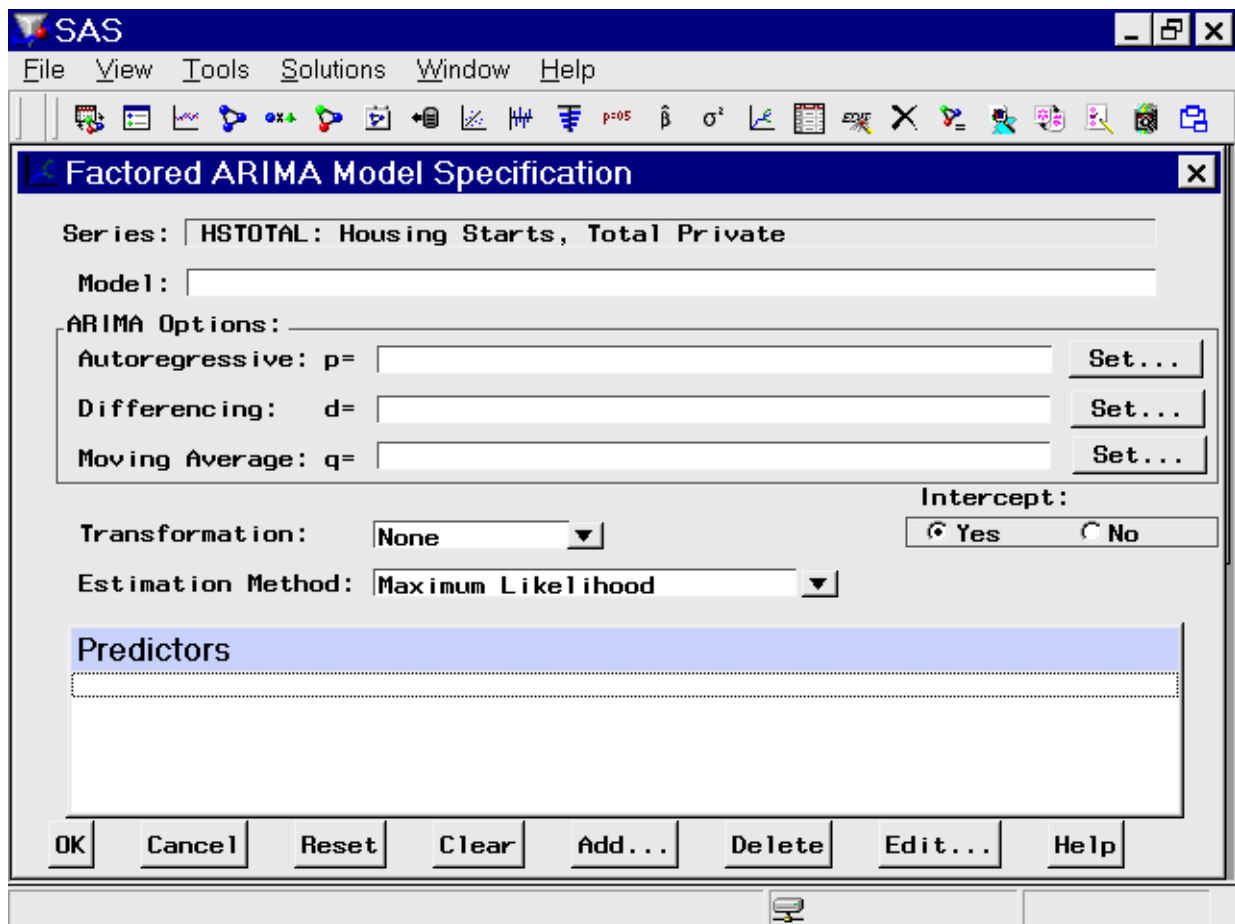 SAS
File View Tools Solutions Window Help
p=05 β̂ σ² EDIT
Factored ARIMA Model Specification
Series: HSTOTAL: Housing Starts, Total Private
Model:
ARIMA Options:
Autoregressive: p= Set...
Differencing: d= Set...
Moving Average: q= Set...
Intercept:
Transformation: None Yes No
Estimation Method: Maximum Likelihood
Predictors
OK Cancel Reset Clear Add... Delete Edit... Help